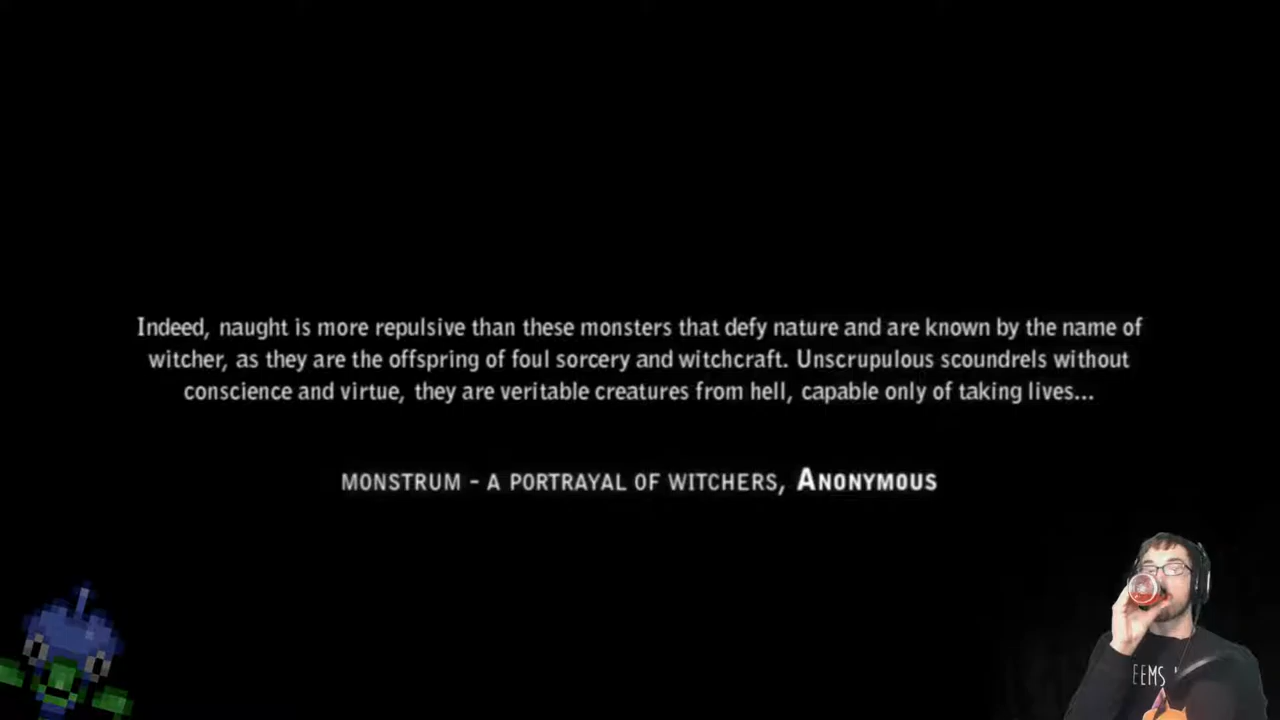 Indeed, naught is more repulsive than these monsters that defy nature and are known by the name of
witcher, as they are the offspring of foul sorcery and witchcraft. Unscrupulous scoundrels without
conscience and virtue, they are veritable creatures from hell, capable only of taking lives...
MONSTRUM - A PORTRAYAL OF WITCHERS, ANONYMOUS
EEMS